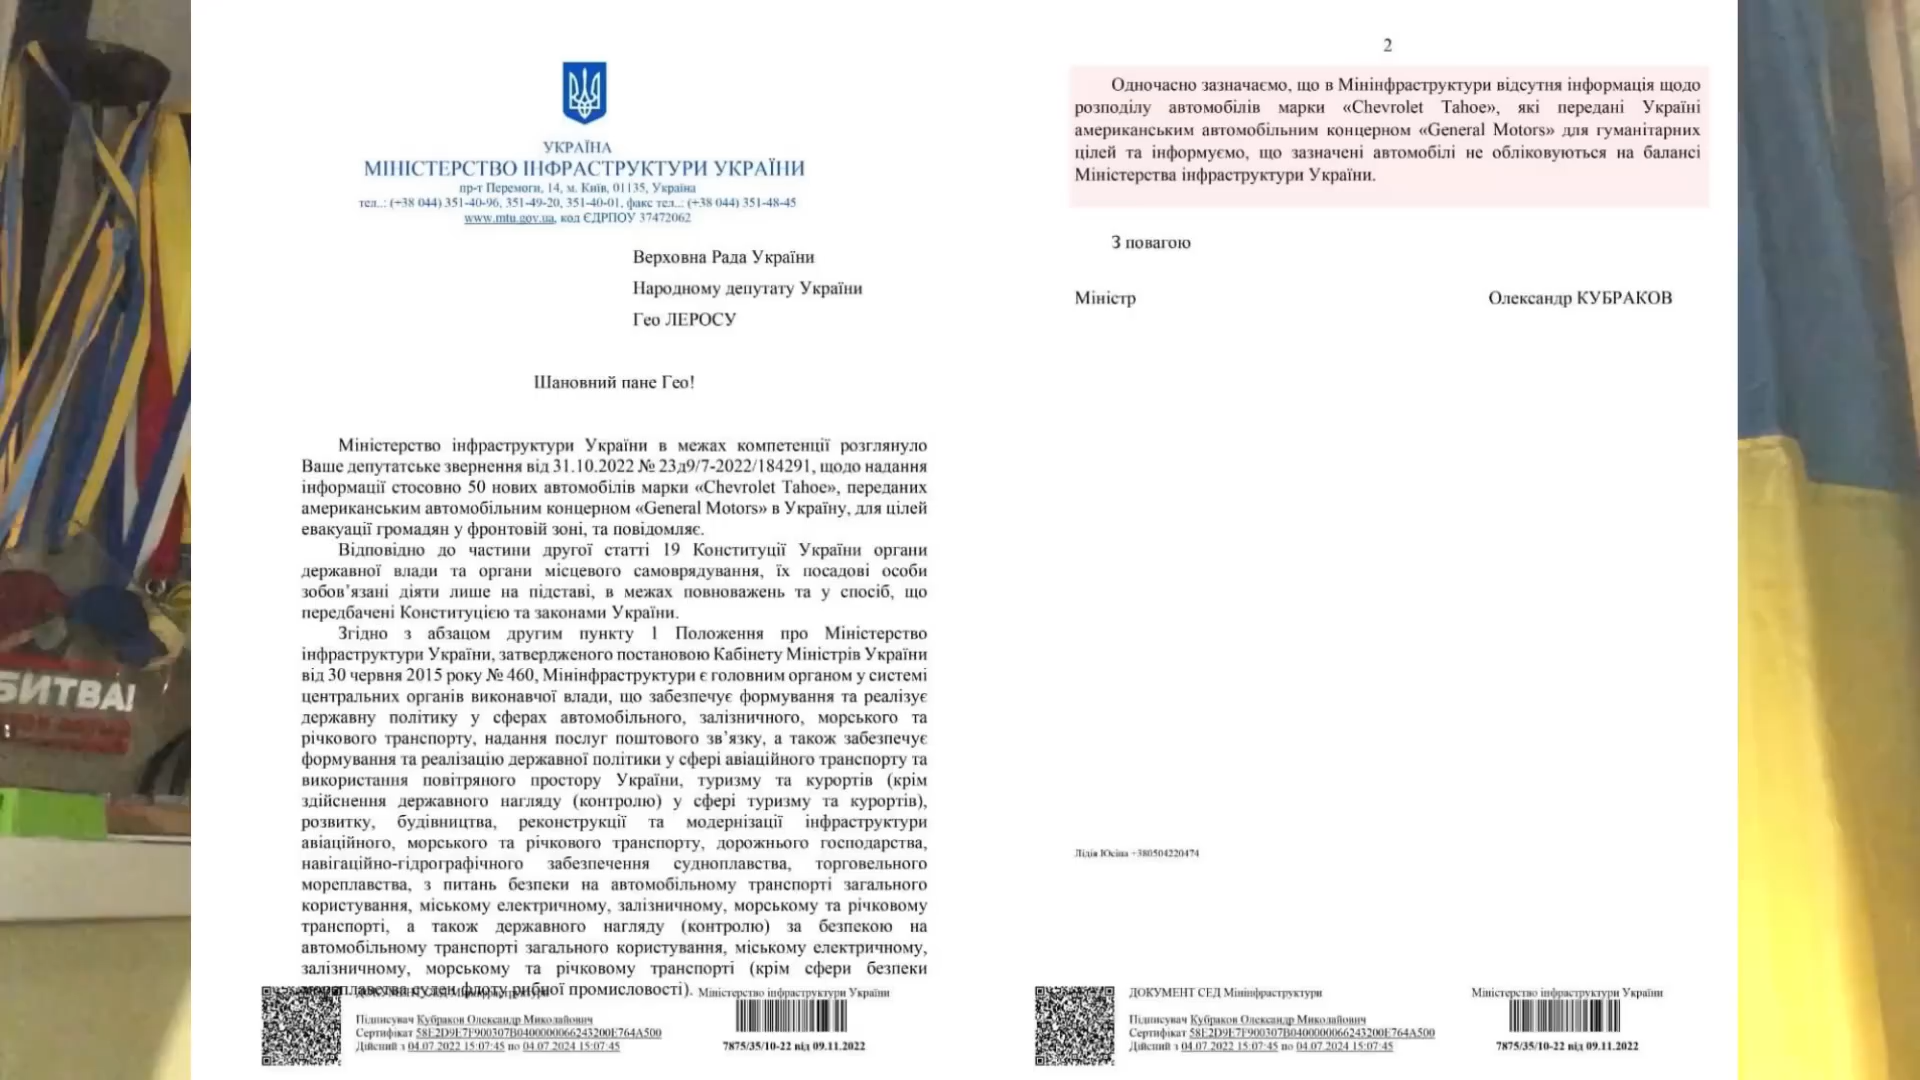 УКРАЇНА
МІНІСТЕРСТВО ІНФРАСТРУКТУРИ УКРАЇНИ
пр-т Перемоги, 14, м. Київ, 01135, Україна
тел..: (+38 044) 351-40-96, 351-49-20, 351-40-01, факс тел..: (+38 044) 351-48-45
www.mtu.gov.ua, код ЄДРПОУ 37472062
Верховна Рада України
Народному депутату України
Гео ЛЕРОСУ
Шановний пане Гео!
Міністерство інфраструктури України в межах компетенції розглянуло
Ваше депутатське звернення від 31.10.2022 № 23д9/7-2022/184291, щодо надання
інформації стосовно 50 нових автомобілів марки «Chevrolet Tahoe», переданих
американським автомобільним концерном «General Motors» в Україну, для цілей
евакуації громадян у фронтовій зоні, та повідомляє.
Відповідно до частини другої статті 19 Конституції України органи
державної влади та органи місцевого самоврядування, їх посадові особи
зобов’язані діяти лише на підставі, в межах повноважень та у спосіб, що
передбачені Конституцією та законами України.
Згідно з абзацом другим пункту 1 Положення про Міністерство
інфраструктури України, затвердженого постановою Кабінету Міністрів України
від 30 червня 2015 року № 460, Мінінфраструктури є головним органом у системі
центральних органів виконавчої влади, що забезпечує формування та реалізує
державну політику у сферах автомобільного, залізничного, морського та
річкового транспорту, надання послуг поштового зв’язку, а також забезпечує
формування та реалізацію державної політики у сфері авіаційного транспорту та
використання повітряного простору України, туризму та курортів (крім
здійснення державного нагляду (контролю) у сфері туризму та курортів),
розвитку, будівництва, реконструкції та модернізації інфраструктури
авіаційного, морського та річкового транспорту, дорожнього господарства,
навігаційно-гідрографічного забезпечення судноплавства, торговельного
мореплавства, з питань безпеки на автомобільному транспорті загального
користування, міському електричному, залізничному, морському та річковому
транспорті, а також державного нагляду (контролю) за безпекою на
автомобільному транспорті загального користування, міському електричному,
залізничному, морському та річковому транспорті (крім сфери безпеки
мореплавства суден флоту рибної промисловості).
Міністерство інфраструктури України
Підписувач Кубраков Олександр Миколайович
Сертифікат 58E2D9E7F900307B0400000066243200E764A500
Дійсний з 04.07.2022 15:07:45 по 04.07.2024 15:07:45
7875/35/10-22 від 09.11.2022
2
Одночасно зазначаємо, що в Мінінфраструктури відсутня інформація щодо
розподілу автомобілів марки «Chevrolet Tahoe», які передані Україні
американським автомобільним концерном «General Motors» для гуманітарних
цілей та інформуємо, що зазначені автомобілі не обліковуються на балансі
Міністерства інфраструктури України.
З повагою
Міністр Олександр КУБРАКОВ
Лідія Юсіна +380504220474
ДОКУМЕНТ СЕД Мінінфраструктури
Міністерство інфраструктури України
Підписувач Кубраков Олександр Миколайович
Сертифікат 58E2D9E7F900307B0400000066243200E764A500
Дійсний з 04.07.2022 15:07:45 по 04.07.2024 15:07:45
7875/35/10-22 від 09.11.2022
БИТВА!